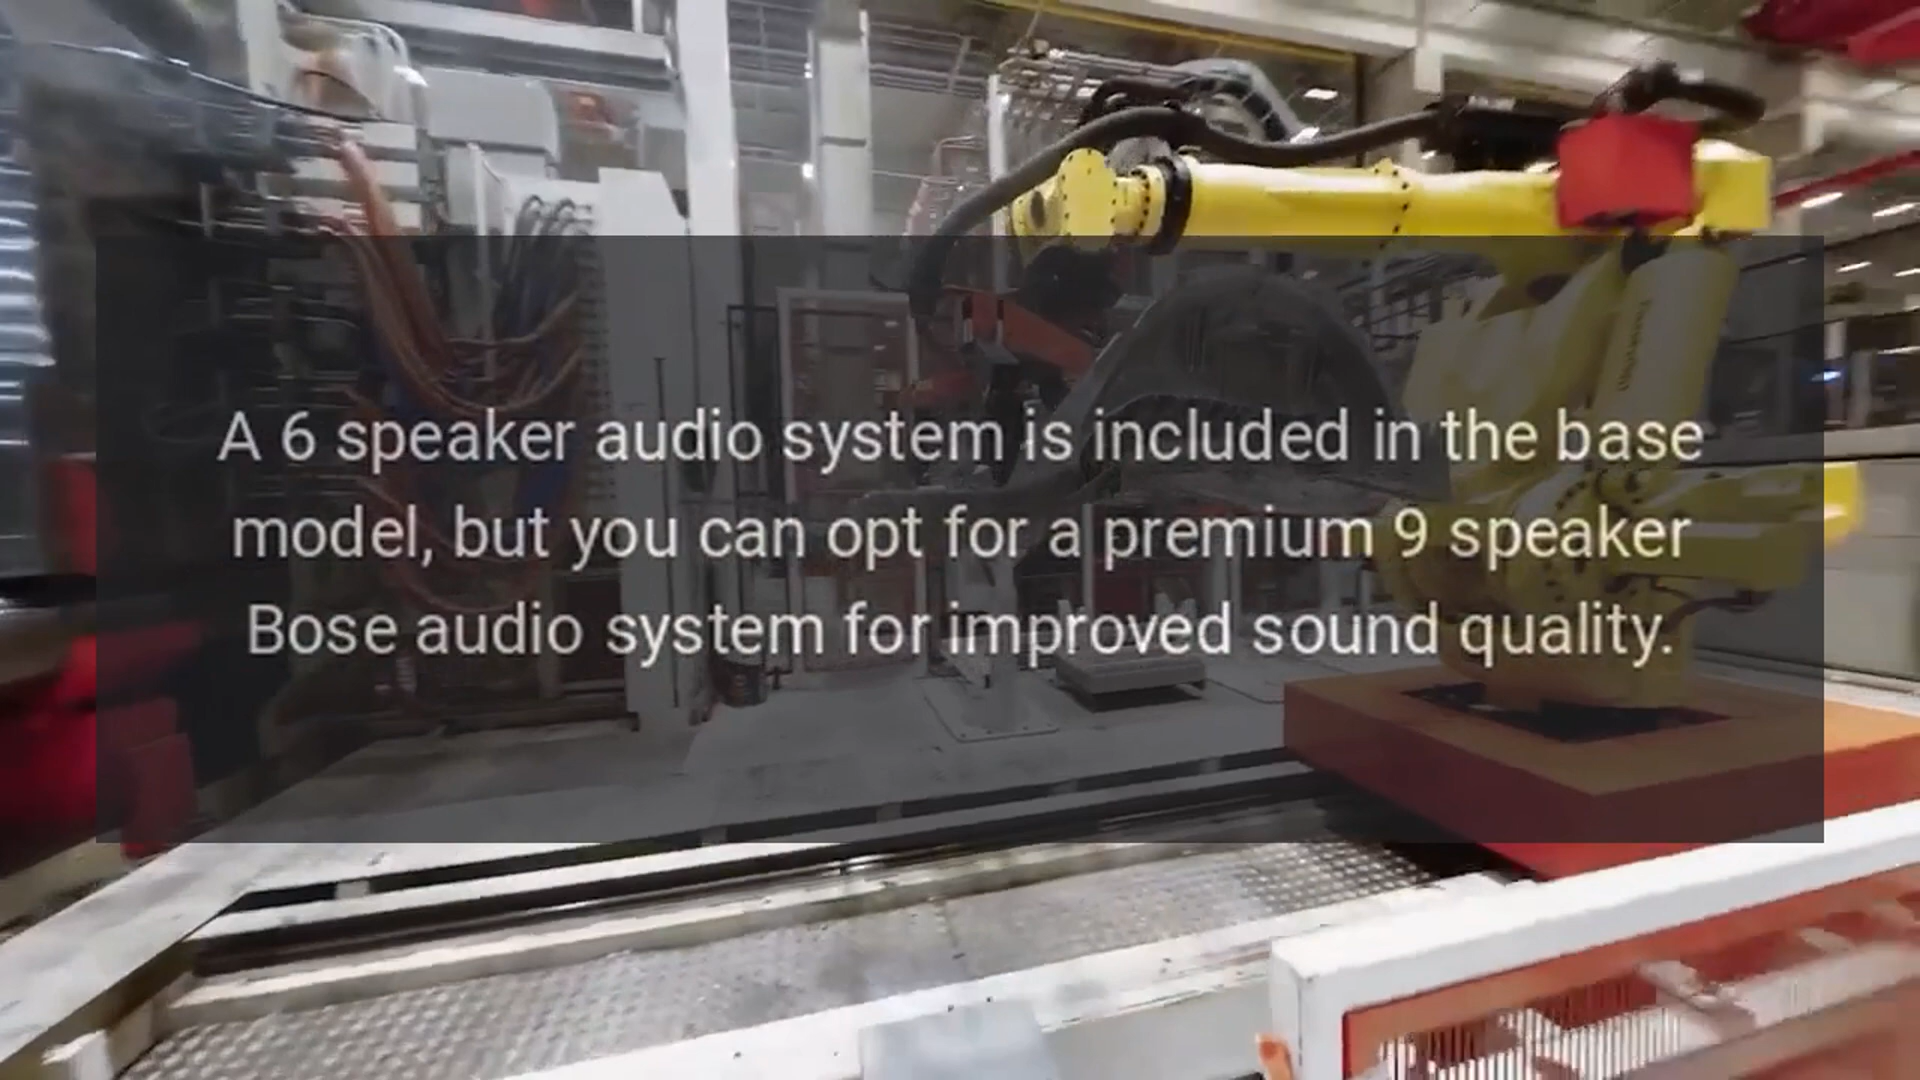 A 6 speaker audio system is included in the base
model, but you can opt for a premium 9 speaker
Bose audio system for improved sound quality.